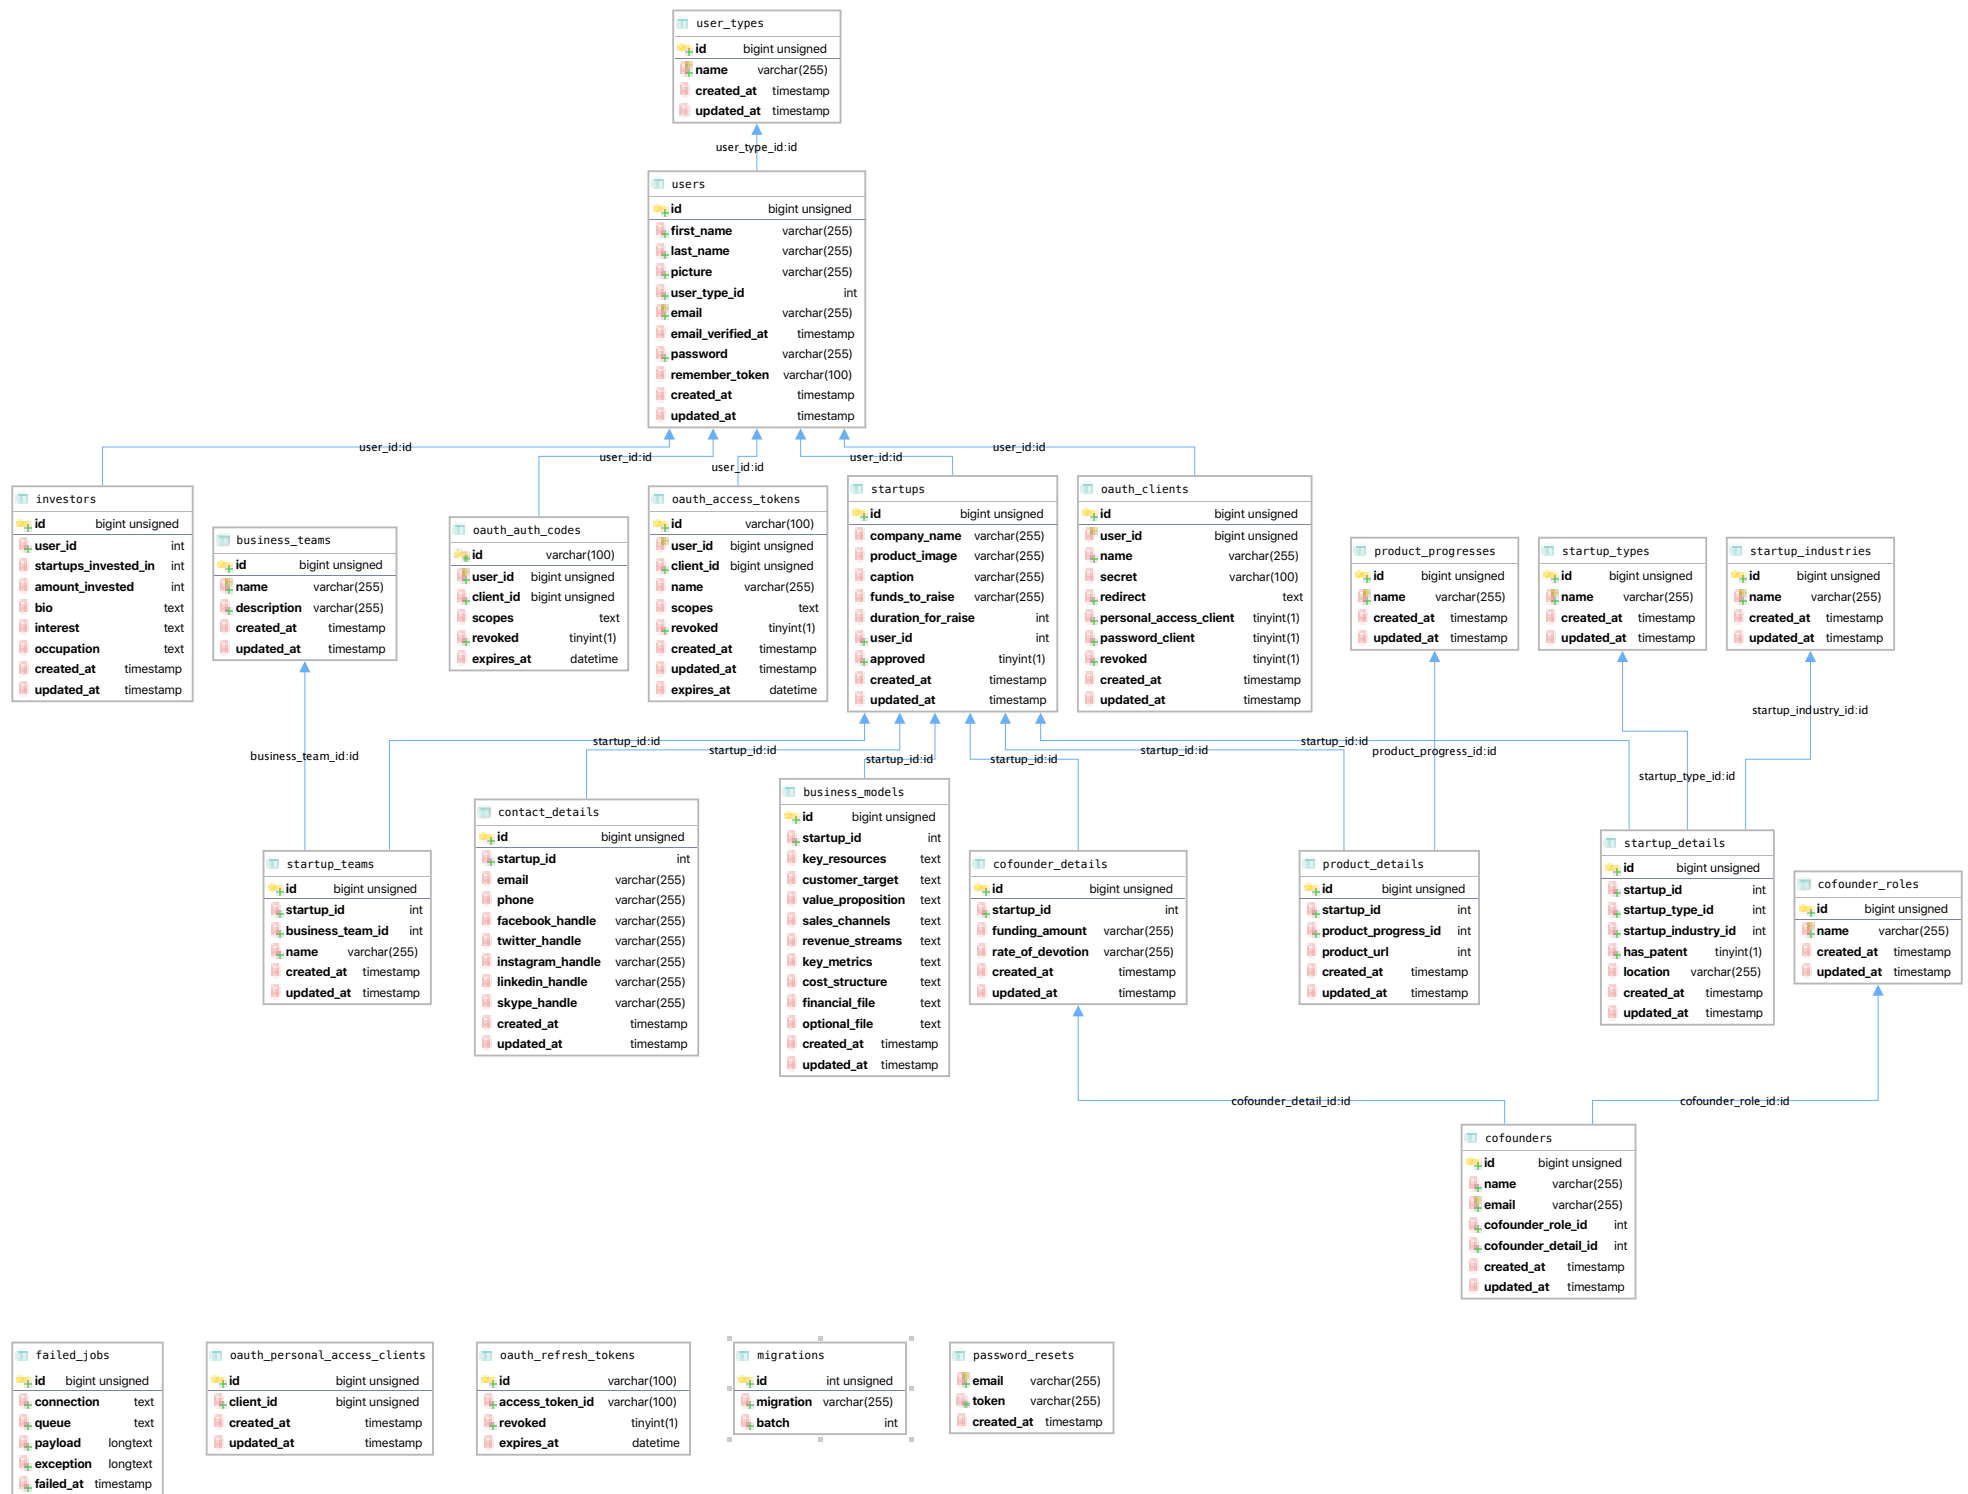 user_types
id bigint unsigned
name varchar(255)
created_at timestamp
updated_at timestamp
user_type_id:id
users
id bigint unsigned
first_name varchar(255)
last_name varchar(255)
picture varchar(255)
user_type_id int
email varchar(255)
email_verified_at timestamp
password varchar(255)
remember_token varchar(100)
created_at timestamp
updated_at timestamp
user_id:id
user_id:id
user_id:id
user_id:id
user_id:id
investors
id bigint unsigned
user_id int
startups_invested_in int
amount_invested int
bio text
interest text
occupation text
created_at timestamp
updated_at timestamp
business_teams
id bigint unsigned
name varchar(255)
description varchar(255)
created_at timestamp
updated_at timestamp
oauth_auth_codes
id varchar(100)
user_id bigint unsigned
client_id bigint unsigned
scopes text
revoked tinyint(1)
expires_at datetime
oauth_access_tokens
id varchar(100)
user_id bigint unsigned
client_id bigint unsigned
name varchar(255)
scopes text
revoked tinyint(1)
created_at timestamp
updated_at timestamp
expires_at datetime
startups
id bigint unsigned
company_name varchar(255)
product_image varchar(255)
caption varchar(255)
funds_to_raise varchar(255)
duration_for_raise int
user_id int
approved tinyint(1)
created_at timestamp
updated_at timestamp
oauth_clients
id bigint unsigned
user_id bigint unsigned
name varchar(255)
secret varchar(100)
redirect text
personal_access_client tinyint(1)
password_client tinyint(1)
revoked tinyint(1)
created_at timestamp
updated_at timestamp
product_progresses
id bigint unsigned
name varchar(255)
created_at timestamp
updated_at timestamp
startup_types
id bigint unsigned
name varchar(255)
created_at timestamp
updated_at timestamp
startup_industries
id bigint unsigned
name varchar(255)
created_at timestamp
updated_at timestamp
business_team_id:id
startup_id:id
startup_id:id
startup_id:id
startup_id:id
startup_id:id
startup_id:id
product_progress_id:id
startup_type_id:id
startup_industry_id:id
startup_teams
id bigint unsigned
startup_id int
business_team_id int
name varchar(255)
created_at timestamp
updated_at timestamp
contact_details
id bigint unsigned
startup_id int
email varchar(255)
phone varchar(255)
facebook_handle varchar(255)
twitter_handle varchar(255)
instagram_handle varchar(255)
linkedin_handle varchar(255)
skype_handle varchar(255)
created_at timestamp
updated_at timestamp
business_models
id bigint unsigned
startup_id int
key_resources text
customer_target text
value_proposition text
sales_channels text
revenue_streams text
key_metrics text
cost_structure text
financial_file text
optional_file text
created_at timestamp
updated_at timestamp
cofounder_details
id bigint unsigned
startup_id int
funding_amount varchar(255)
rate_of_devotion varchar(255)
created_at timestamp
updated_at timestamp
product_details
id bigint unsigned
startup_id int
product_progress_id int
product_url int
created_at timestamp
updated_at timestamp
startup_details
id bigint unsigned
startup_id int
startup_type_id int
startup_industry_id int
has_patent tinyint(1)
location varchar(255)
created_at timestamp
updated_at timestamp
cofounder_roles
id bigint unsigned
name varchar(255)
created_at timestamp
updated_at timestamp
cofounder_detail_id:id
cofounder_role_id:id
cofounders
id bigint unsigned
name varchar(255)
email varchar(255)
cofounder_role_id int
cofounder_detail_id int
created_at timestamp
updated_at timestamp
failed_jobs
id bigint unsigned
connection text
queue text
payload longtext
exception longtext
failed_at timestamp
oauth_personal_access_clients
id bigint unsigned
client_id bigint unsigned
created_at timestamp
updated_at timestamp
oauth_refresh_tokens
id varchar(100)
access_token_id varchar(100)
revoked tinyint(1)
expires_at datetime
migrations
id int unsigned
migration varchar(255)
batch int
password_resets
email varchar(255)
token varchar(255)
created_at timestamp